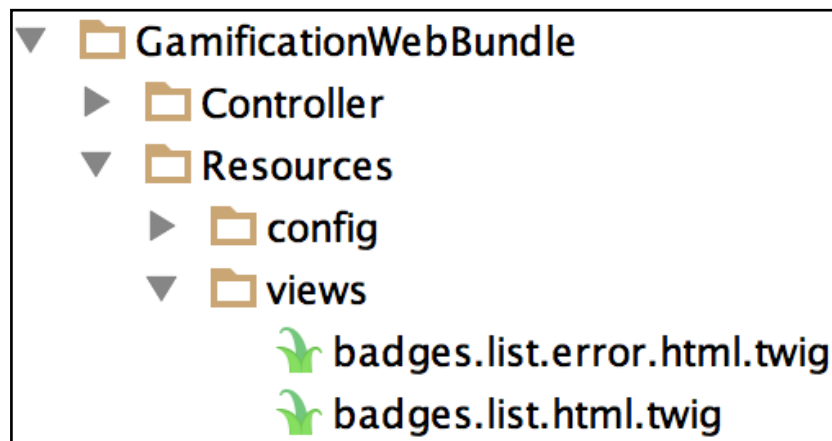 GamificationWebBundle
Controller
Resources
config
views
badges.list.error.html.twig
badges.list.html.twig